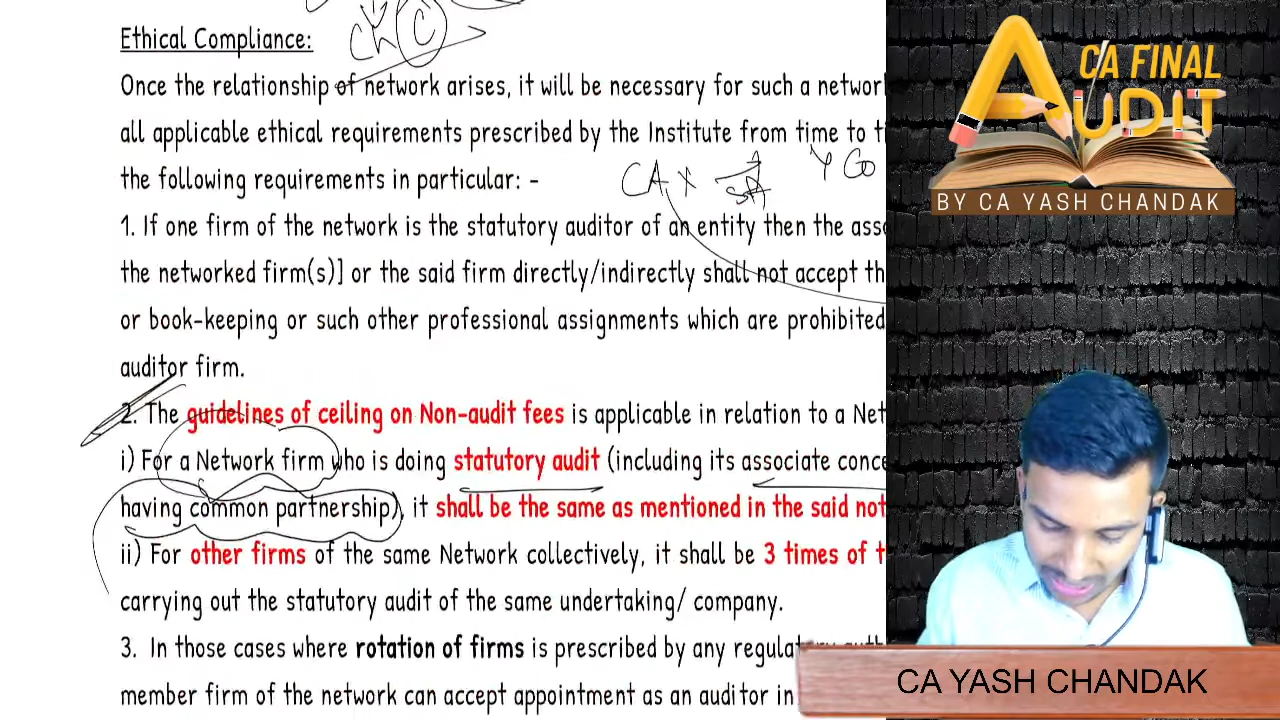 Ch C
Ethical Compliance:
Once the relationship of network arises, it will be necessary for such a network
all applicable ethical requirements prescribed by the Institute from time to
the following requirements in particular: -
CA X SA Y Co
1. If one firm of the network is the statutory auditor of an entity then the
the networked firm(s)] or the said firm directly/indirectly shall not accept
or book-keeping or such other professional assignments which are prohibited
auditor firm.
2. The guidelines of ceiling on Non-audit fees is applicable in relation to a
i) For a Network firm who is doing statutory audit (including its associate
having common partnership), it shall be the same as mentioned in the said
ii) For other firms of the same Network collectively, it shall be 3 times of
carrying out the statutory audit of the same undertaking/ company.
3. In those cases where rotation of firms is prescribed by any
member firm of the network can accept appointment as an auditor in
CA FINAL
AUDIT
BY CA YASH CHANDAK
CA YASH CHANDAK